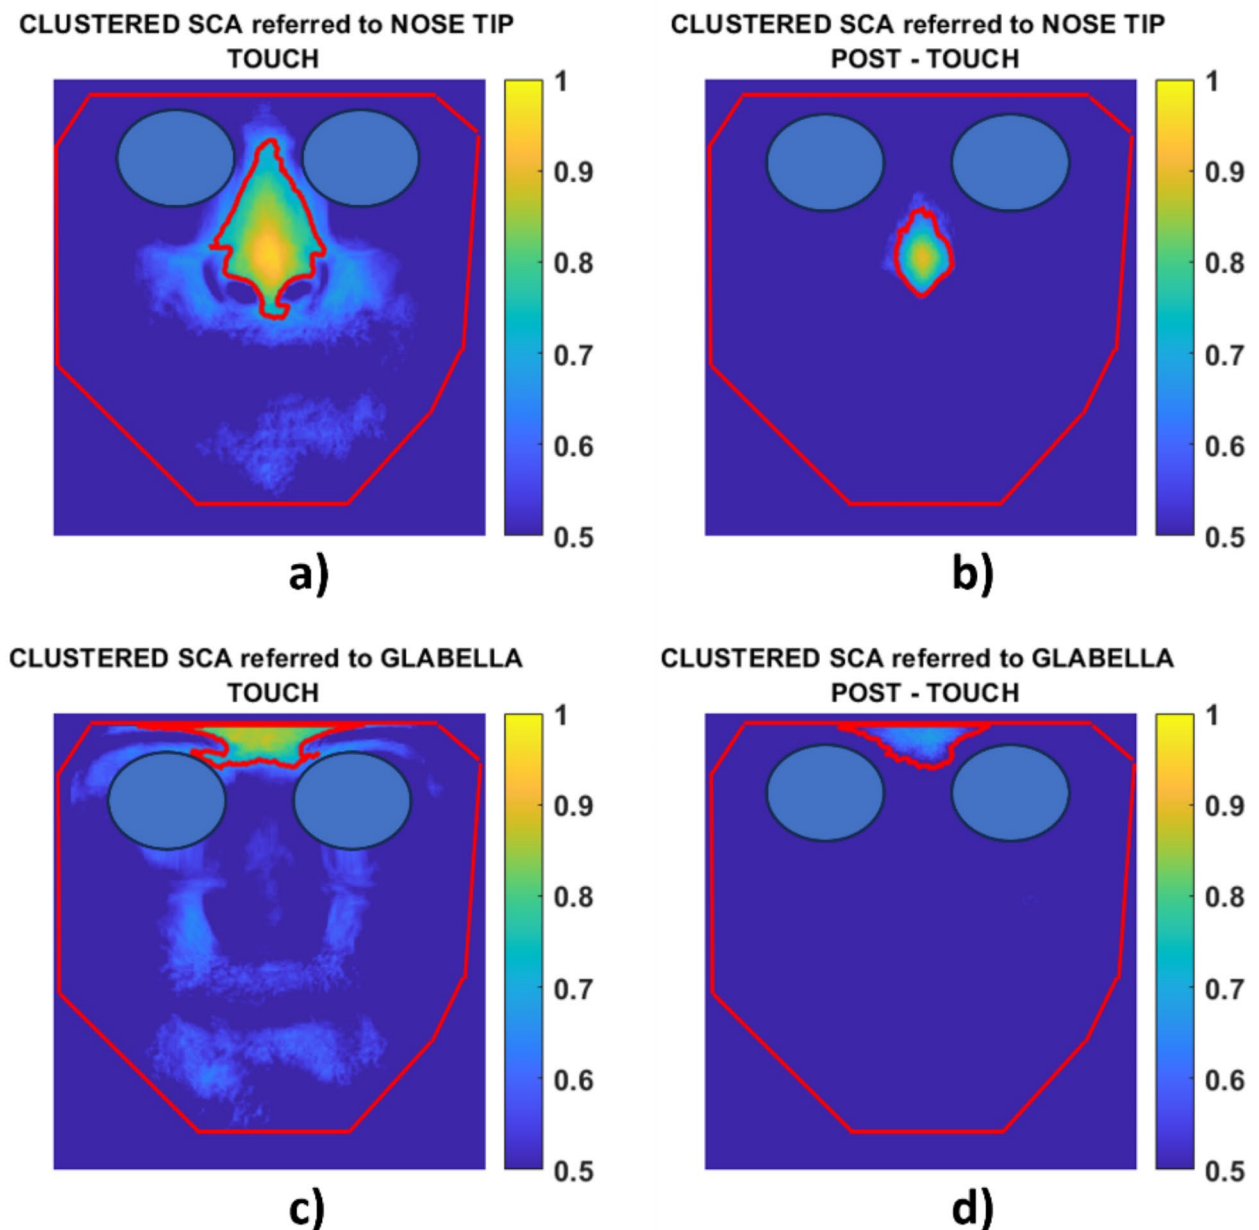 CLUSTERED SCA referred to NOSE TIP
TOUCH
1
0.9
0.8
0.7
0.6
0.5
a)
CLUSTERED SCA referred to NOSE TIP
POST - TOUCH
1
0.9
0.8
0.7
0.6
0.5
b)
CLUSTERED SCA referred to GLABELLA
TOUCH
1
0.9
0.8
0.7
0.6
0.5
c)
CLUSTERED SCA referred to GLABELLA
POST - TOUCH
1
0.9
0.8
0.7
0.6
0.5
d)